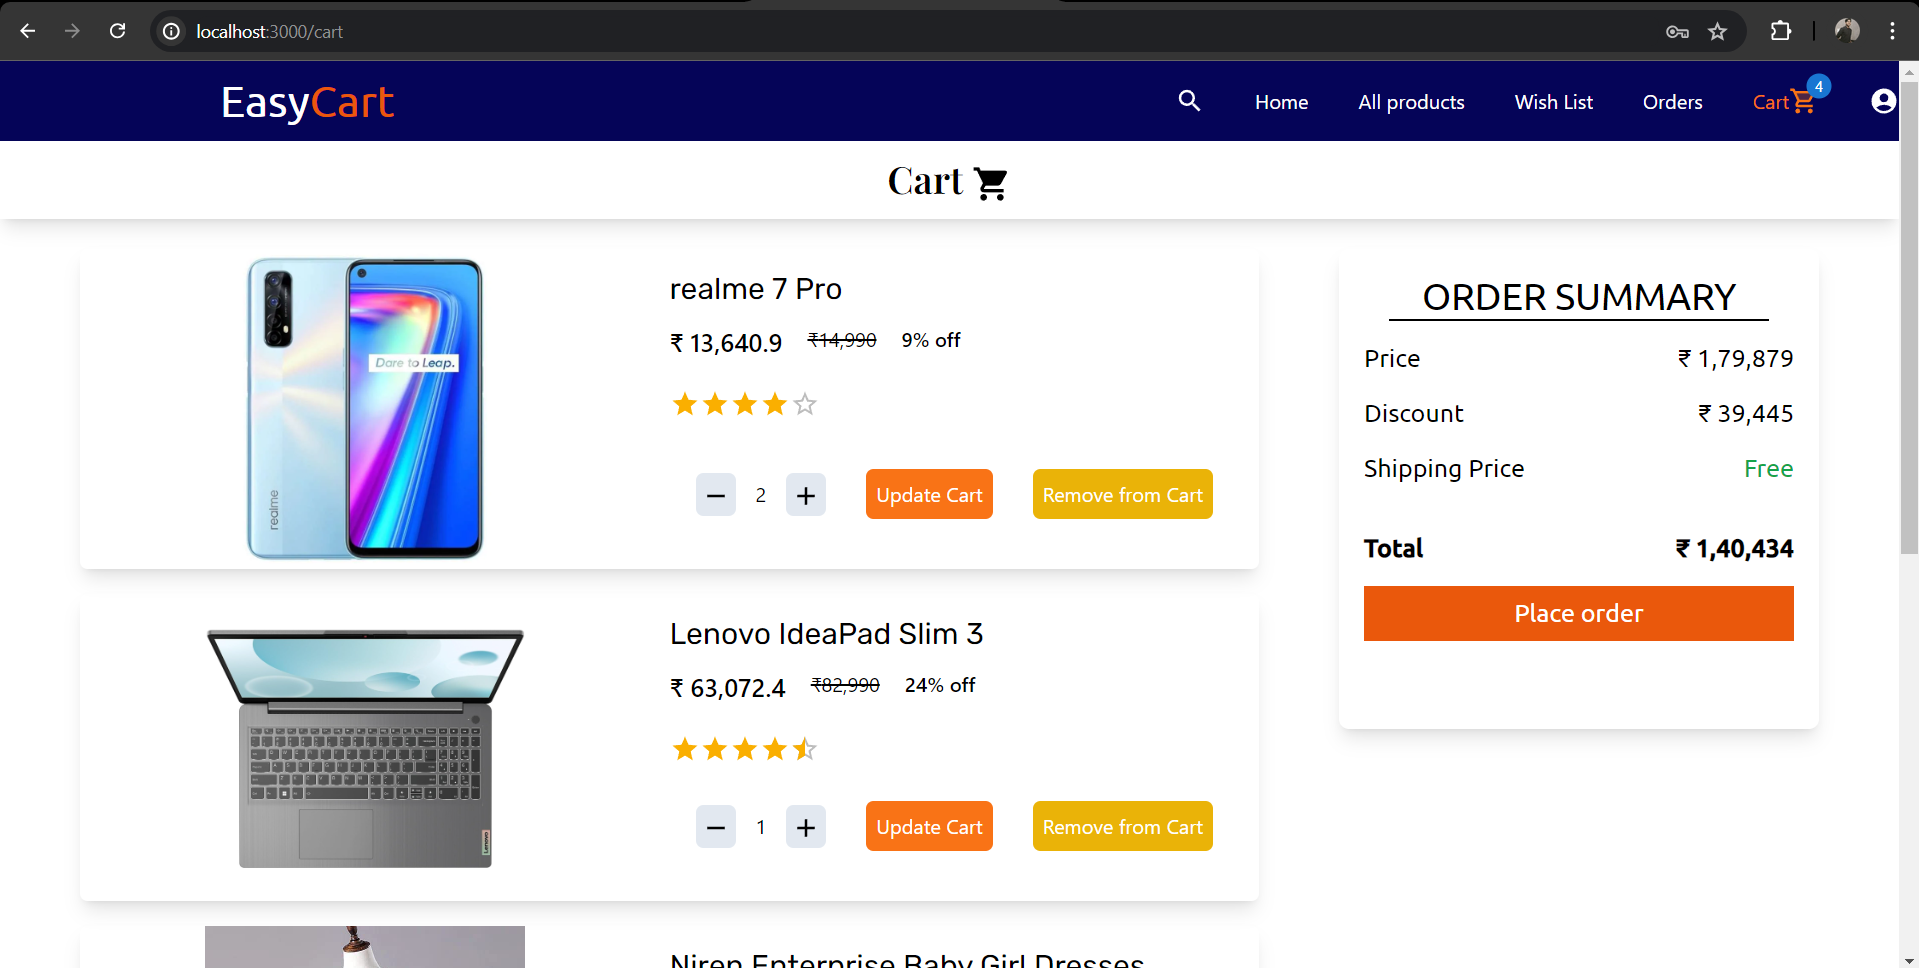 localhost:3000/cart
EasyCart
Home
All products
Wish List
Orders
Cart
4
Cart
realme
Dare to Leap.
realme 7 Pro
₹ 13,640.9 ₹14,990 9% off
2
Update Cart
Remove from Cart
Lenovo
Lenovo IdeaPad Slim 3
₹ 63,072.4 ₹82,990 24% off
1
Update Cart
Remove from Cart
Niren Enterprise Baby Girl Dresses
ORDER SUMMARY
Price ₹ 1,79,879
Discount ₹ 39,445
Shipping Price Free
Total ₹ 1,40,434
Place order